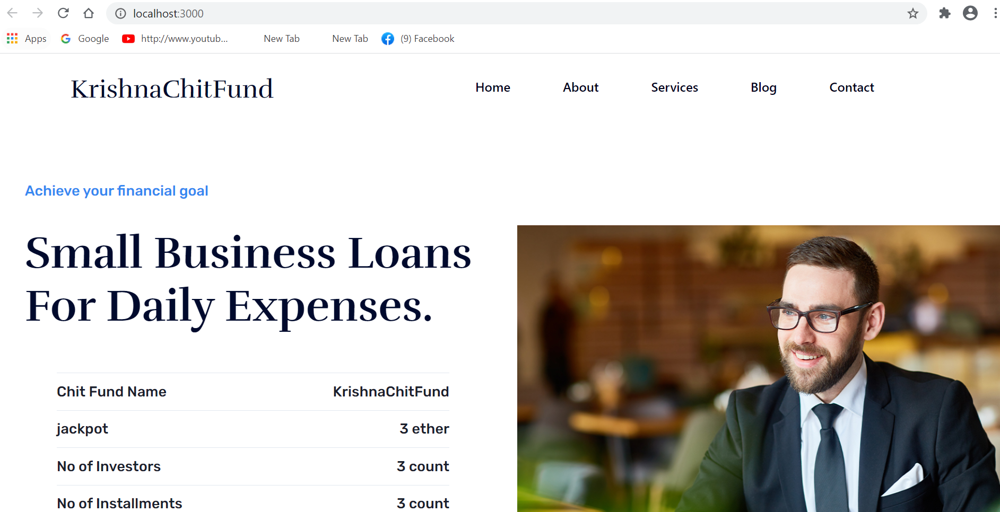 localhost:3000
Apps Google http://www.youtub... New Tab New Tab (9) Facebook
KrishnaChitFund Home About Services Blog Contact
Achieve your financial goal
Small Business Loans
For Daily Expenses.
Chit Fund Name KrishnaChitFund
jackpot 3 ether
No of Investors 3 count
No of Installments 3 count